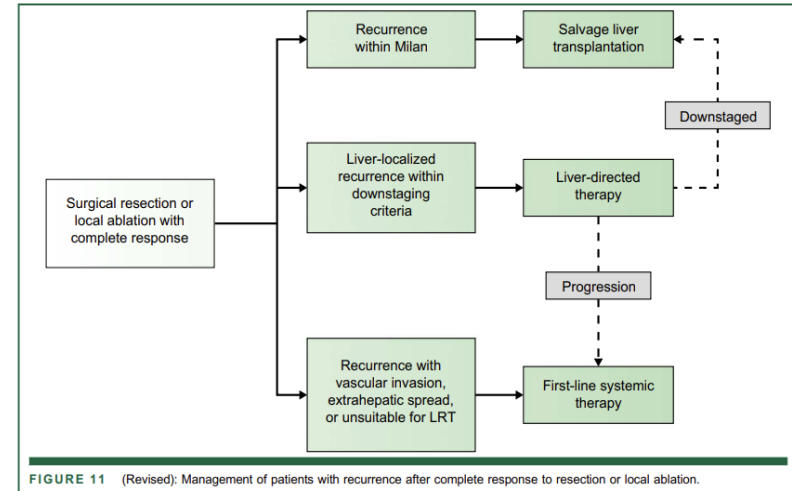 Recurrence
within Milan
Salvage liver
transplantation
Downstaged
Liver-localized
recurrence within
downstaging
criteria
Liver-directed
therapy
Surgical resection or
local ablation with
complete response
Progression
Recurrence with
vascular invasion,
extrahepatic spread,
or unsuitable for LRT
First-line systemic
therapy
FIGURE 11 (Revised): Management of patients with recurrence after complete response to resection or local ablation.